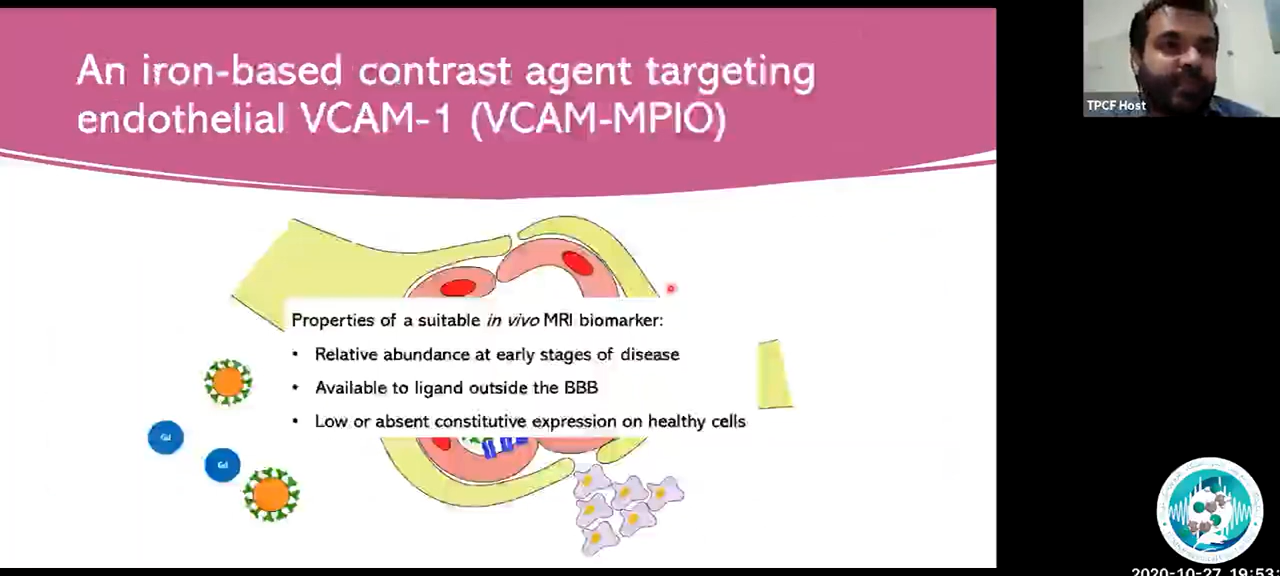 An iron-based contrast agent targeting
endothelial VCAM-1 (VCAM-MPIO)
TPCF Host
Properties of a suitable in vivo MRI biomarker:
• Relative abundance at early stages of disease
• Available to ligand outside the BBB
• Low or absent constitutive expression on healthy cells
Gd
Gd
2020-10-27 19:53: